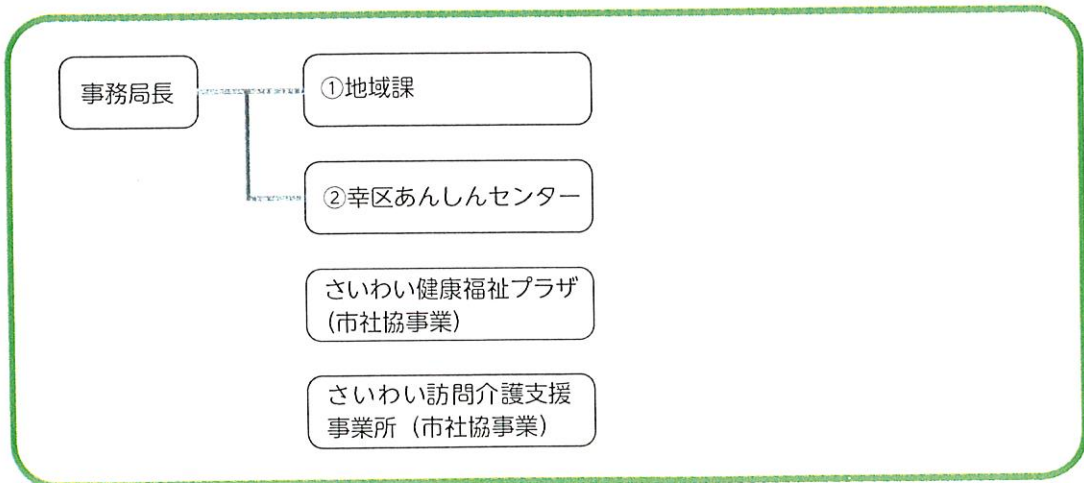 事務局長
①地域課
②幸区あんしんセンター
さいわい健康福祉プラザ
(市社協事業)
さいわい訪問介護支援
事業所（市社協事業）